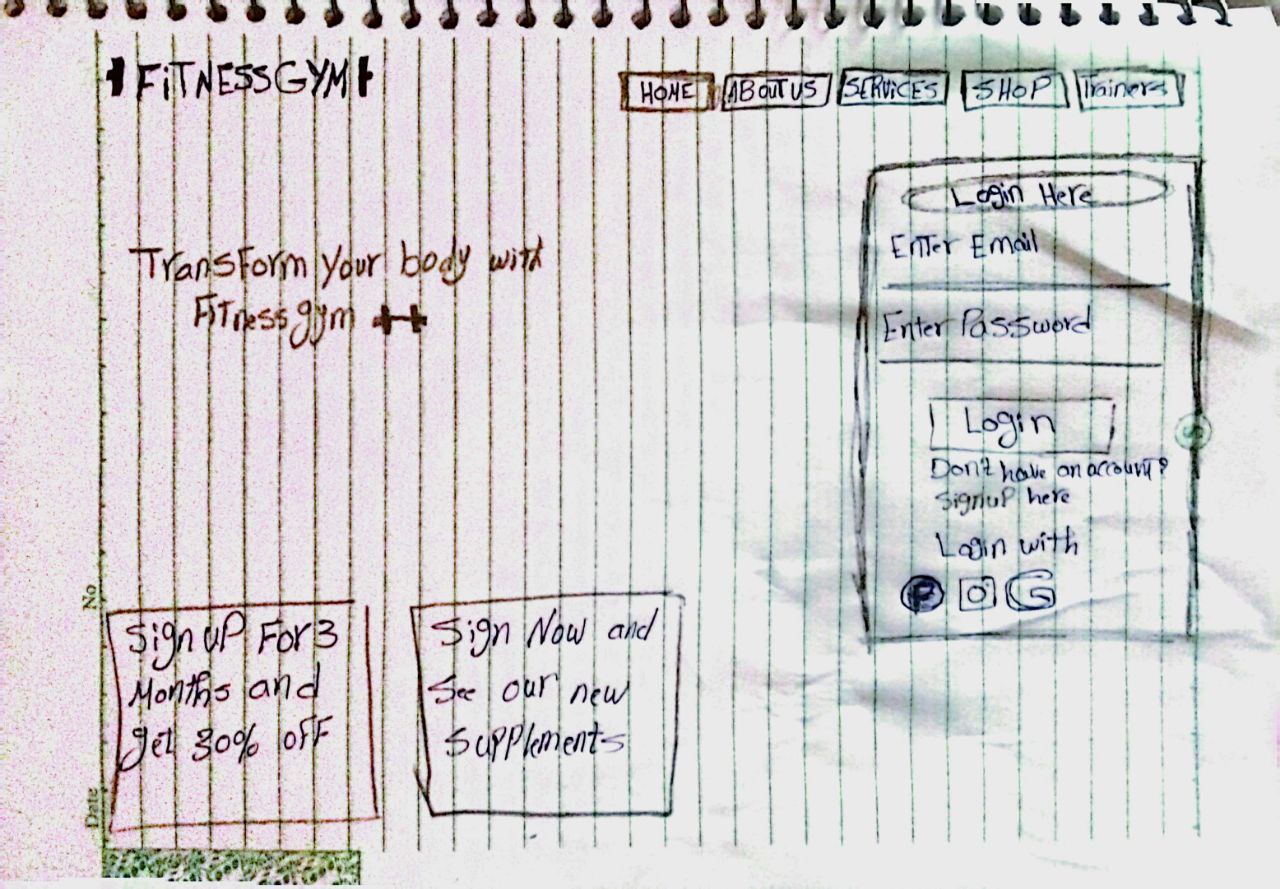 FiTNESSGYM
HOME
ABOUT US
SERVICES
SHOP
Trainers
Login Here
Enter Email
Enter Password
Login
Don't have an account?
signup here
Login with
G
Transform your body with
Fitnessgym
Sign up For 3
Months and
get 30% off
Sign Now and
See our new
Supplements
No
Date